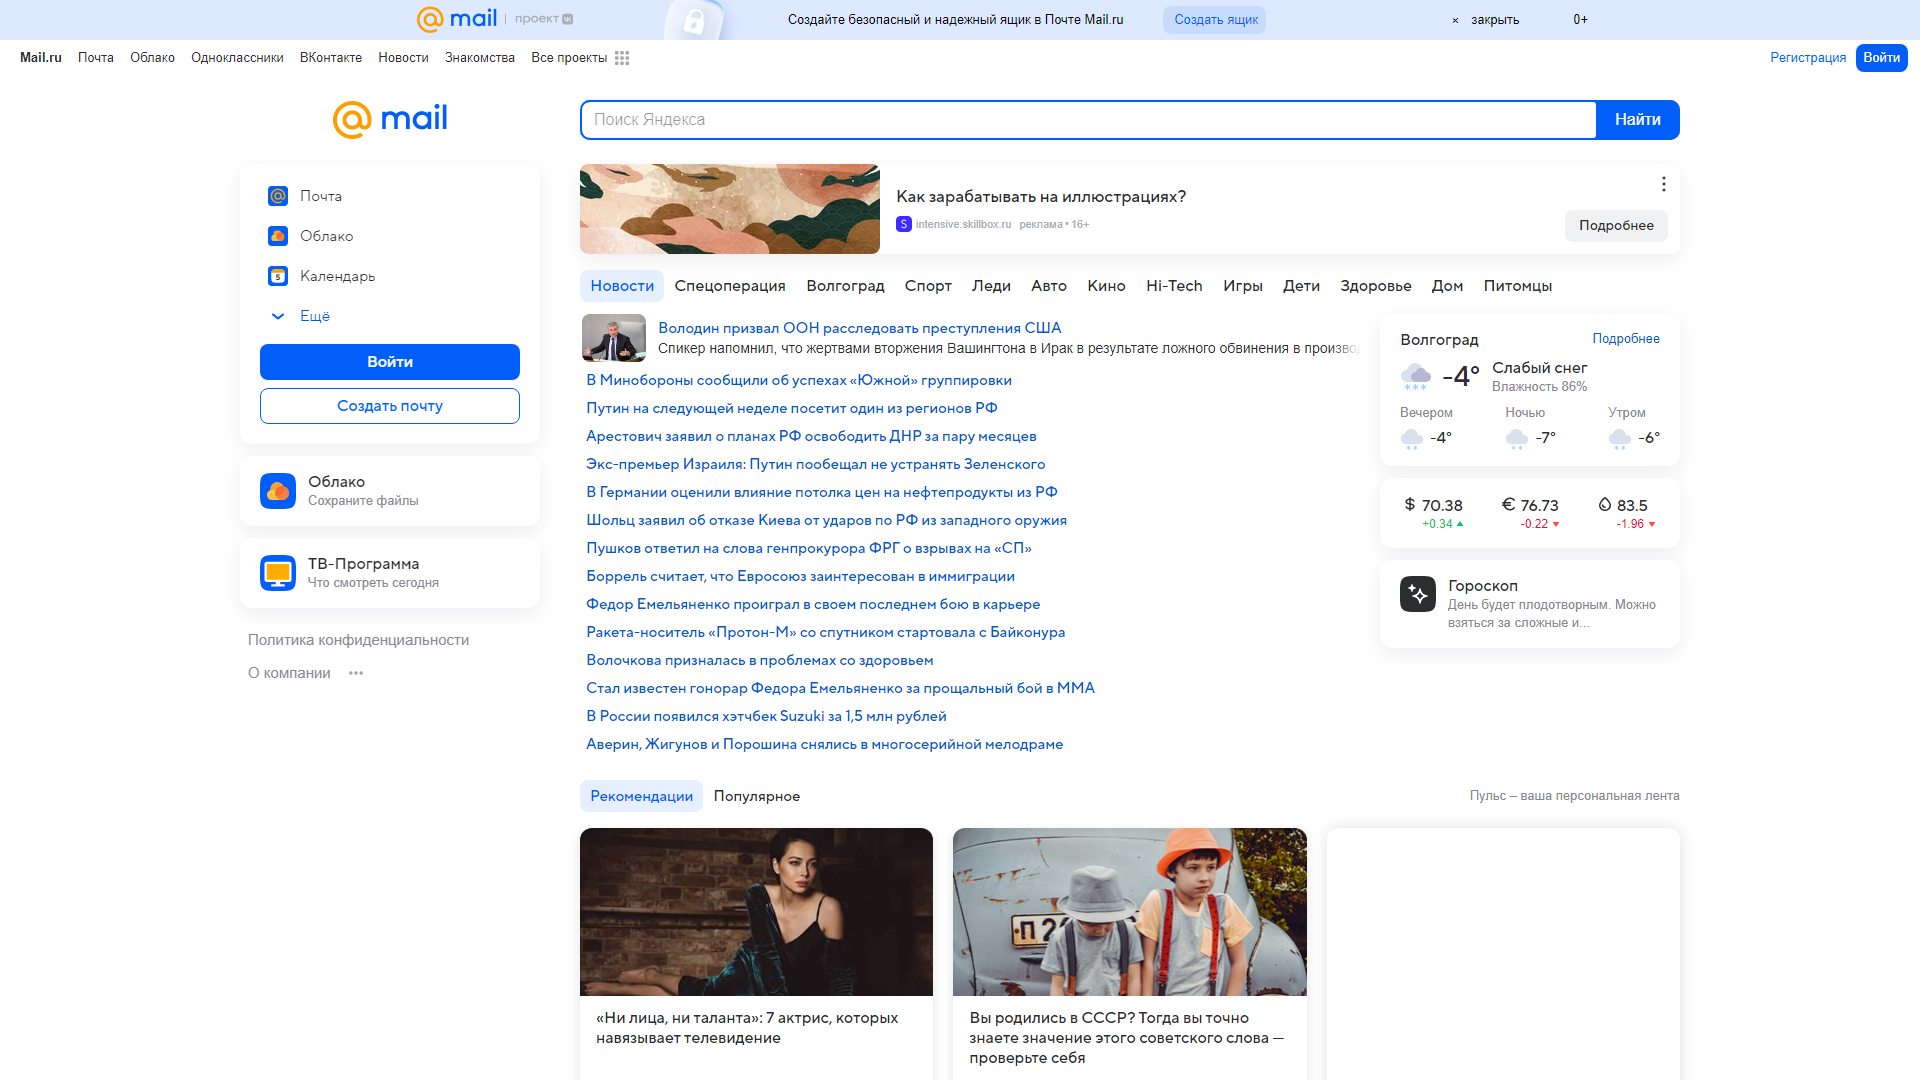 mail проект
Создайте безопасный и надежный ящик в Почте Mail.ru
Создать ящик
× закрыть
0+
Mail.ru Почта Облако Одноклассники ВКонтакте Новости Знакомства Все проекты
Регистрация
Войти
mail
Поиск Яндекса
Найти
Почта
Облако
5 Календарь
Ещё
Войти
Создать почту
Облако
Сохраните файлы
ТВ-Программа
Что смотреть сегодня
Политика конфиденциальности
О компании
Как зарабатывать на иллюстрациях?
S intensive.skillbox.ru реклама • 16+
Подробнее
Новости Спецоперация Волгоград Спорт Леди Авто Кино Hi-Tech Игры Дети Здоровье Дом Питомцы
Володин призвал ООН расследовать преступления США
Спикер напомнил, что жертвами вторжения Вашингтона в Ирак в результате ложного обвинения в производ
В Минобороны сообщили об успехах «Южной» группировки
Путин на следующей неделе посетит один из регионов РФ
Арестович заявил о планах РФ освободить ДНР за пару месяцев
Экс-премьер Израиля: Путин пообещал не устранять Зеленского
В Германии оценили влияние потолка цен на нефтепродукты из РФ
Шольц заявил об отказе Киева от ударов по РФ из западного оружия
Пушков ответил на слова генпрокурора ФРГ о взрывах на «СП»
Боррель считает, что Евросоюз заинтересован в иммиграции
Федор Емельяненко проиграл в своем последнем бою в карьере
Ракета-носитель «Протон-М» со спутником стартовала с Байконура
Волочкова призналась в проблемах со здоровьем
Стал известен гонорар Федора Емельяненко за прощальный бой в ММА
В России появился хэтчбек Suzuki за 1,5 млн рублей
Аверин, Жигунов и Порошина снялись в многосерийной мелодраме
Волгоград
Подробнее
-4°
Слабый снег
Влажность 86%
Вечером Ночью Утром
-4° -7° -6°
$ 70.38 € 76.73 83.5
+0.34 -0.22 -1.96
Гороскоп
День будет плодотворным. Можно
взяться за сложные и...
Рекомендации Популярное
Пульс – ваша персональная лента
«Ни лица, ни таланта»: 7 актрис, которых
навязывает телевидение
П2
Вы родились в СССР? Тогда вы точно
знаете значение этого советского слова —
проверьте себя